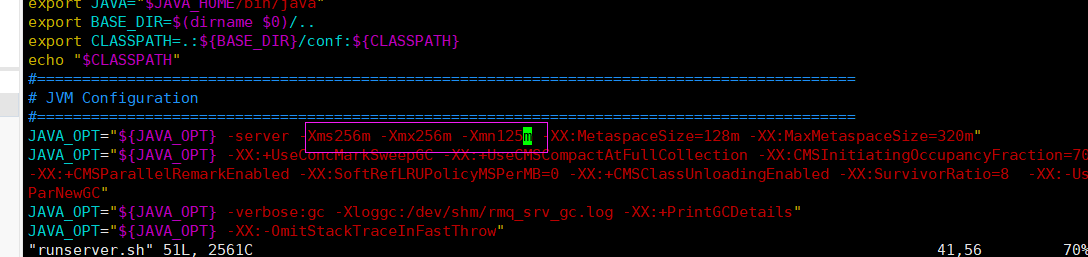 export JAVA="$JAVA_HOME/bin/java"
export BASE_DIR=$(dirname $0)/..
export CLASSPATH=.:${BASE_DIR}/conf:${CLASSPATH}
echo "$CLASSPATH"
#===========================================================================================
# JVM Configuration
#===========================================================================================
JAVA_OPT="${JAVA_OPT} -server -Xms256m -Xmx256m -Xmn125m -XX:MetaspaceSize=128m -XX:MaxMetaspaceSize=320m"
JAVA_OPT="${JAVA_OPT} -XX:+UseConcMarkSweepGC -XX:+UseCMSCompactAtFullCollection -XX:CMSInitiatingOccupancyFraction=70
-XX:+CMSParallelRemarkEnabled -XX:SoftRefLRUPolicyMSPerMB=0 -XX:+CMSClassUnloadingEnabled -XX:SurvivorRatio=8  -XX:-Us
ParNewGC"
JAVA_OPT="${JAVA_OPT} -verbose:gc -Xloggc:/dev/shm/rmq_srv_gc.log -XX:+PrintGCDetails"
JAVA_OPT="${JAVA_OPT} -XX:-OmitStackTraceInFastThrow"
"runserver.sh" 51L, 2561C 41,56 70%